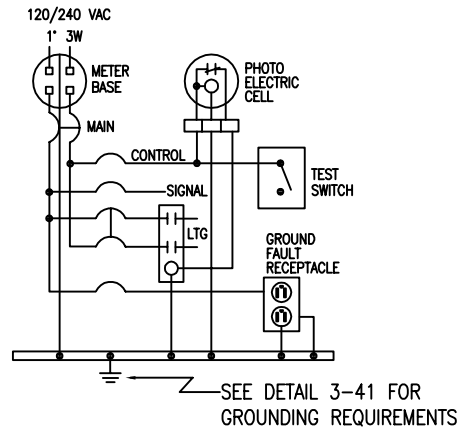 120/240 VAC
1° 3W
METER
BASE
PHOTO
ELECTRIC
CELL
MAIN
CONTROL
TEST
SWITCH
SIGNAL
LTG
GROUND
FAULT
RECEPTACLE
SEE DETAIL 3-41 FOR
GROUNDING REQUIREMENTS